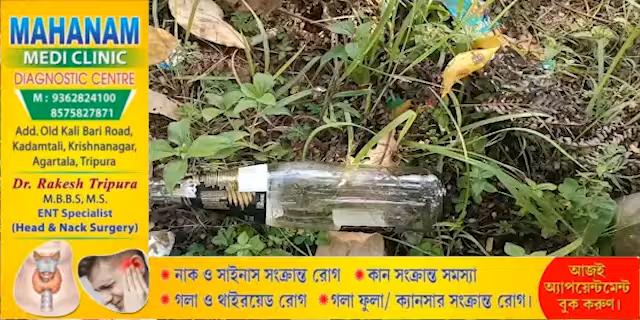 MAHANAM
MEDI CLINIC
DIAGNOSTIC CENTRE
M : 9362824100
8575827871
Add. Old Kali Bari Road,
Kadamtali, Krishnanagar,
Agartala, Tripura
Dr. Rakesh Tripura
M.B.B.S, M.S.
ENT Specialist
(Head & Nack Surgery)
নাক ও সাইনাস সংক্রান্ত রোগ
কান সংক্রান্ত সমস্যা
গলা ও থাইরয়েড রোগ
গলা ফুলা/ ক্যানসার সংক্রান্ত রোগ।
আজই
অ্যাপয়েন্টমেন্ট
বুক করুণ।